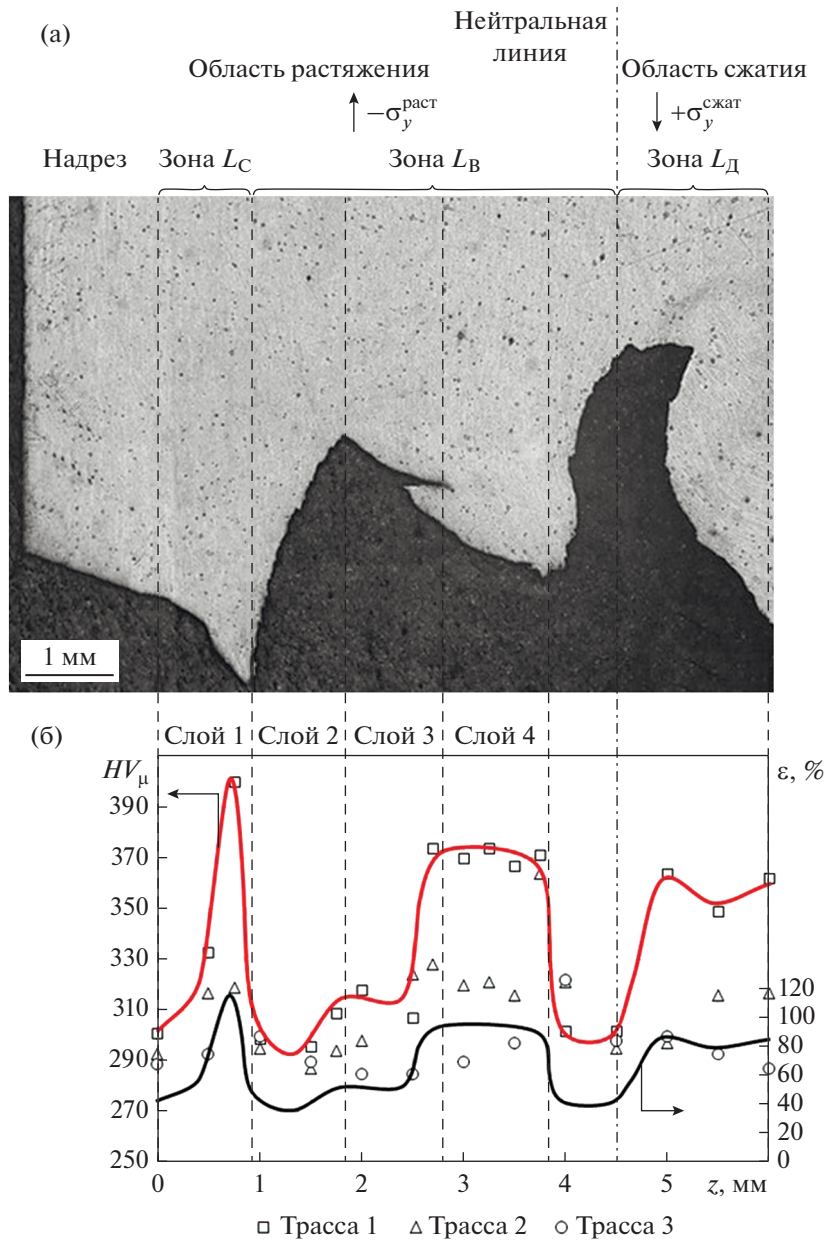 (а)
Нейтральная
линия
Область растяжения
Область сжатия
−σ_y^раст
+σ_y^сжат
Надрез
Зона L_С
Зона L_В
Зона L_Д
1 мм
(б)
Слой 1
Слой 2
Слой 3
Слой 4
HV_μ
ε, %
390
370
350
330
310
290
270
250
120
100
80
60
40
20
0
0 1 2 3 4 5 z, мм
Трасса 1 Трасса 2 Трасса 3